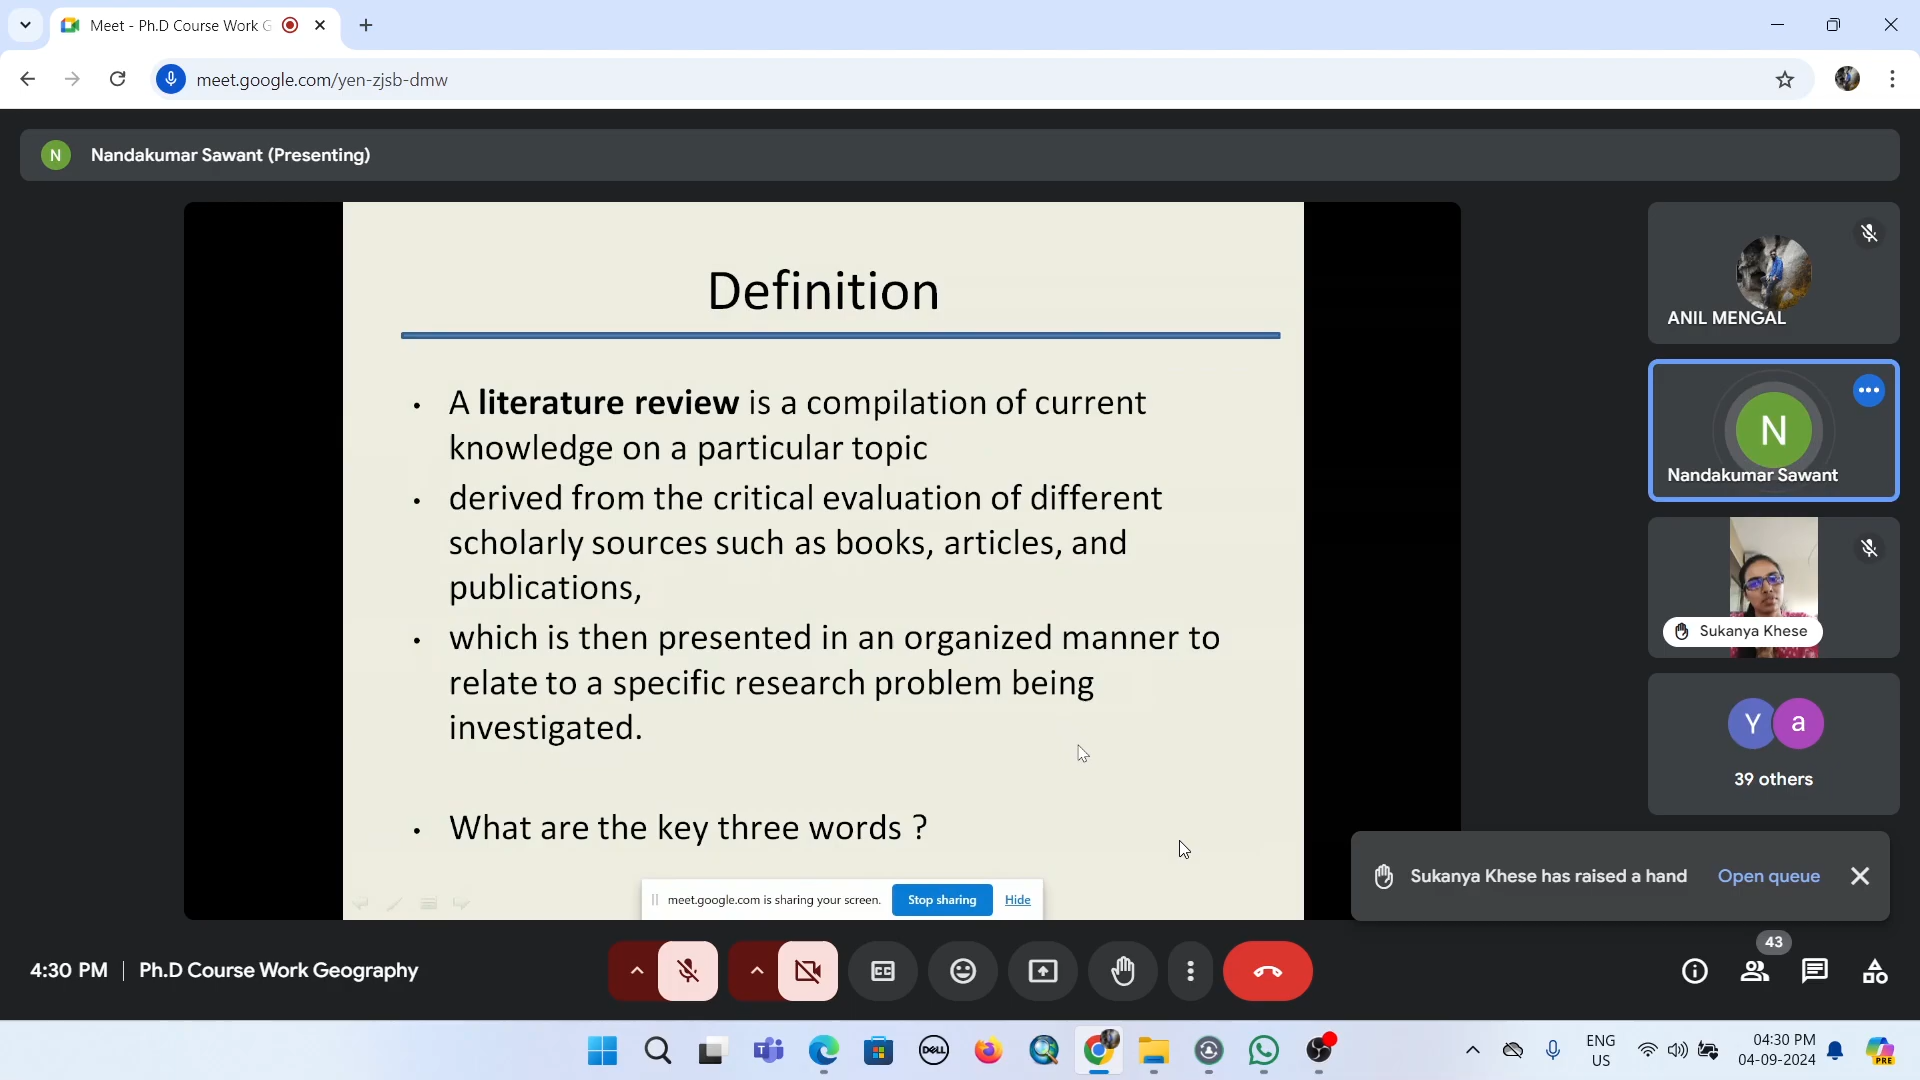 Meet - Ph.D Course Work G
meet.google.com/yen-zjsb-dmw
N Nandakumar Sawant (Presenting)
Definition
• A literature review is a compilation of current
knowledge on a particular topic
• derived from the critical evaluation of different
scholarly sources such as books, articles, and
publications,
• which is then presented in an organized manner to
relate to a specific research problem being
investigated.
• What are the key three words ?
meet.google.com is sharing your screen. Stop sharing Hide
ANIL MENGAL
N
Nandakumar Sawant
Sukanya Khese
Y a
39 others
Sukanya Khese has raised a hand Open queue
4:30 PM | Ph.D Course Work Geography
CC
43
DELL
PRE
ENG
US
04:30 PM
04-09-2024